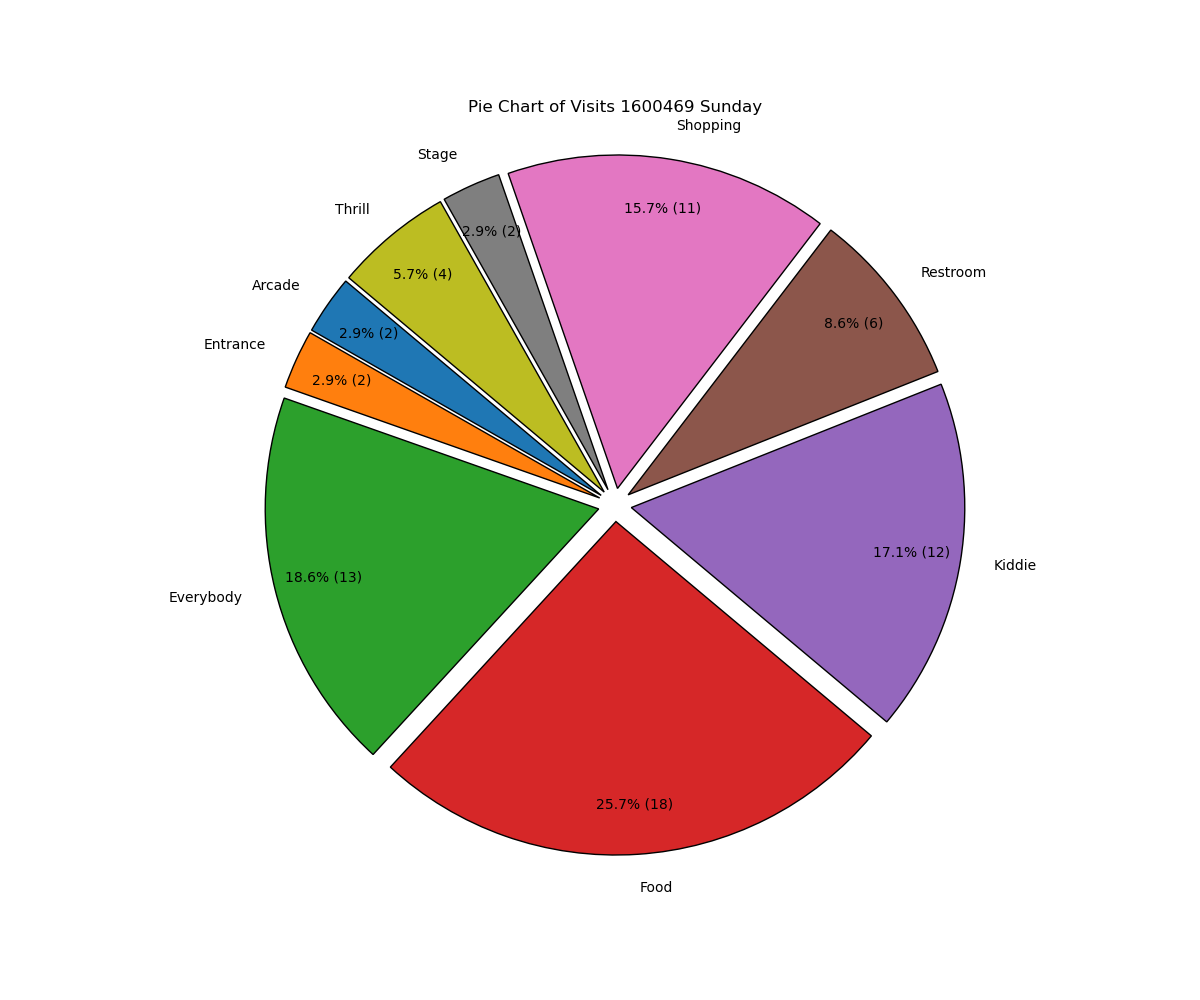 Pie Chart of Visits 1600469 Sunday
Shopping
15.7% (11)
Stage
2.9% (2)
Thrill
5.7% (4)
Arcade
2.9% (2)
Entrance
2.9% (2)
Restroom
8.6% (6)
Kiddie
17.1% (12)
Everybody
18.6% (13)
25.7% (18)
Food